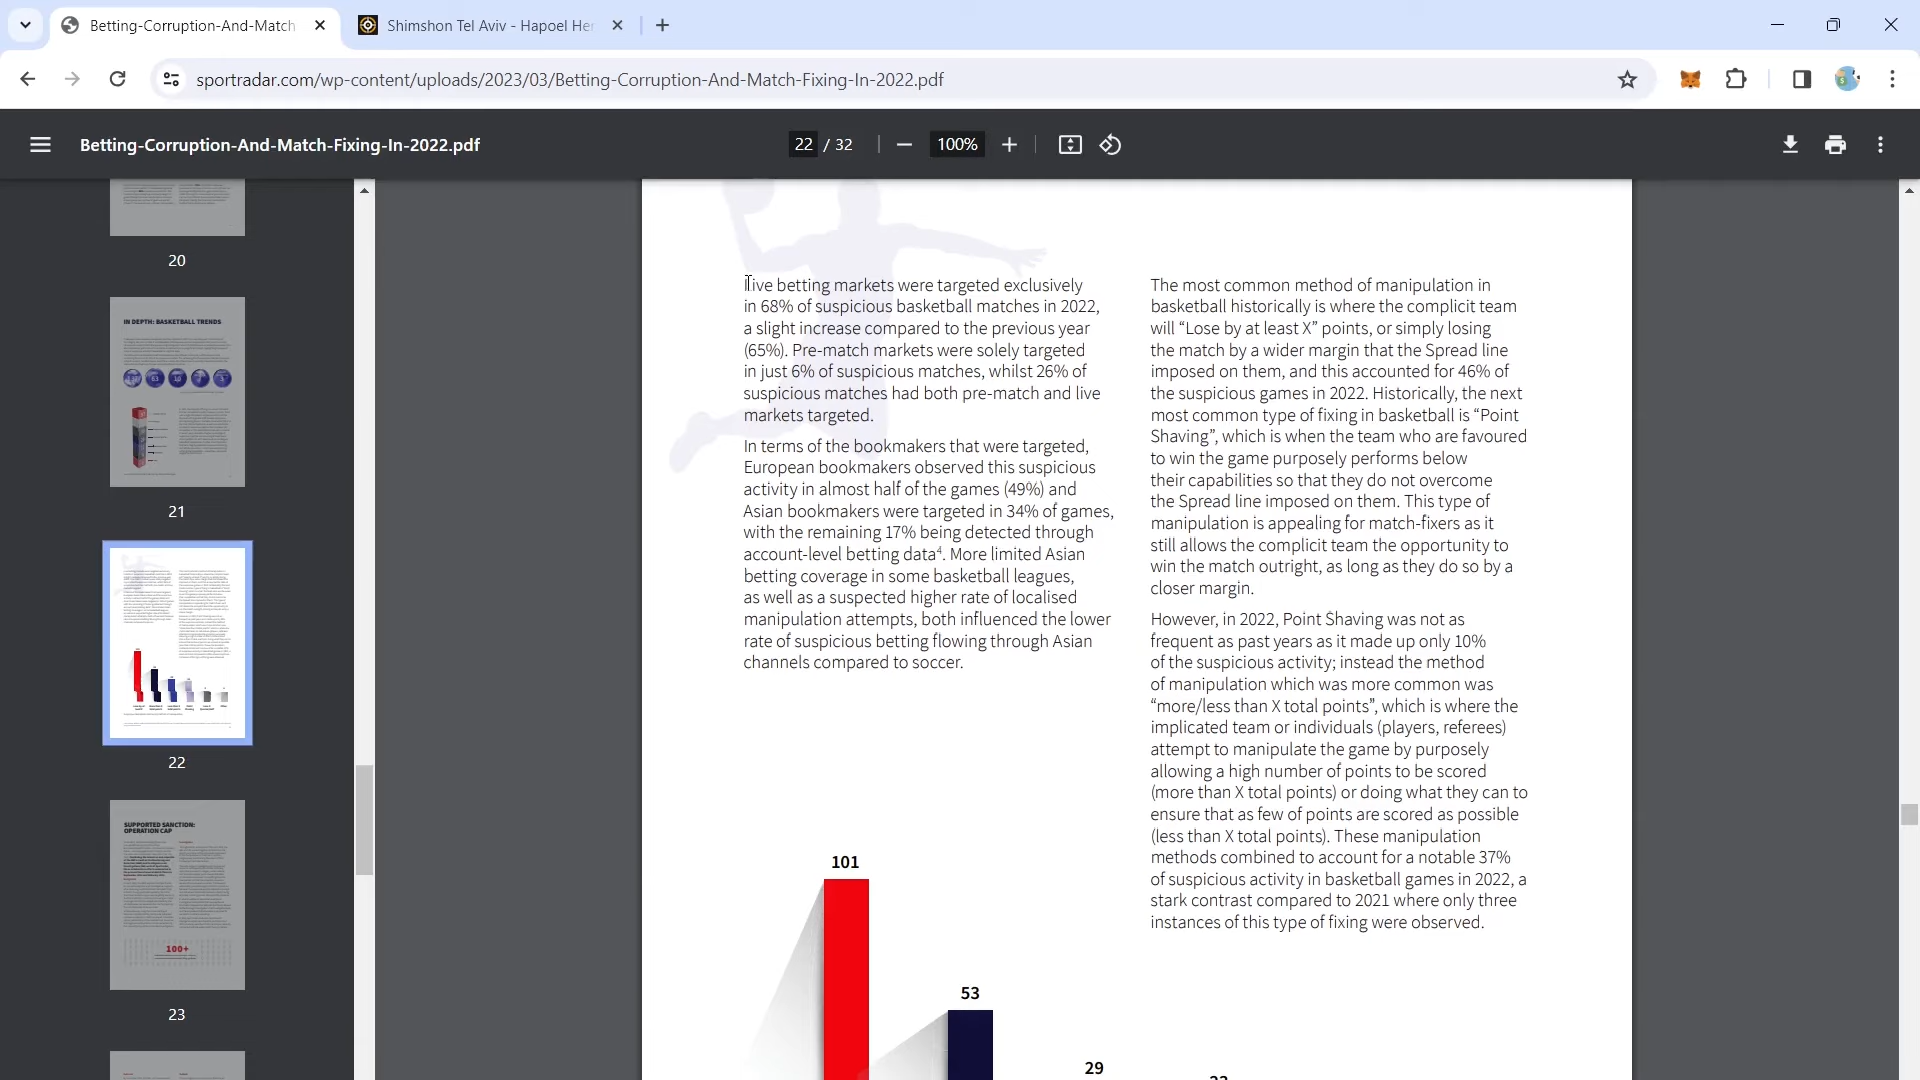 Betting-Corruption-And-Match
Shimshon Tel Aviv - Hapoel Her
sportradar.com/wp-content/uploads/2023/03/Betting-Corruption-And-Match-Fixing-In-2022.pdf
Betting-Corruption-And-Match-Fixing-In-2022.pdf
22 / 32
100%
20
IN DEPTH: BASKETBALL TRENDS
21
22
SUPPORTED SANCTION:
OPERATION CAP
100+
23
Live betting markets were targeted exclusively
in 68% of suspicious basketball matches in 2022,
a slight increase compared to the previous year
(65%). Pre-match markets were solely targeted
in just 6% of suspicious matches, whilst 26% of
suspicious matches had both pre-match and live
markets targeted.
In terms of the bookmakers that were targeted,
European bookmakers observed this suspicious
activity in almost half of the games (49%) and
Asian bookmakers were targeted in 34% of games,
with the remaining 17% being detected through
account-level betting data⁴. More limited Asian
betting coverage in some basketball leagues,
as well as a suspected higher rate of localised
manipulation attempts, both influenced the lower
rate of suspicious betting flowing through Asian
channels compared to soccer.
The most common method of manipulation in
basketball historically is where the complicit team
will “Lose by at least X” points, or simply losing
the match by a wider margin that the Spread line
imposed on them, and this accounted for 46% of
the suspicious games in 2022. Historically, the next
most common type of fixing in basketball is “Point
Shaving”, which is when the team who are favoured
to win the game purposely performs below
their capabilities so that they do not overcome
the Spread line imposed on them. This type of
manipulation is appealing for match-fixers as it
still allows the complicit team the opportunity to
win the match outright, as long as they do so by a
closer margin.
However, in 2022, Point Shaving was not as
frequent as past years as it made up only 10%
of the suspicious activity; instead the method
of manipulation which was more common was
“more/less than X total points”, which is where the
implicated team or individuals (players, referees)
attempt to manipulate the game by purposely
allowing a high number of points to be scored
(more than X total points) or doing what they can to
ensure that as few of points are scored as possible
(less than X total points). These manipulation
methods combined to account for a notable 37%
of suspicious activity in basketball games in 2022, a
stark contrast compared to 2021 where only three
instances of this type of fixing were observed.
101
53
29